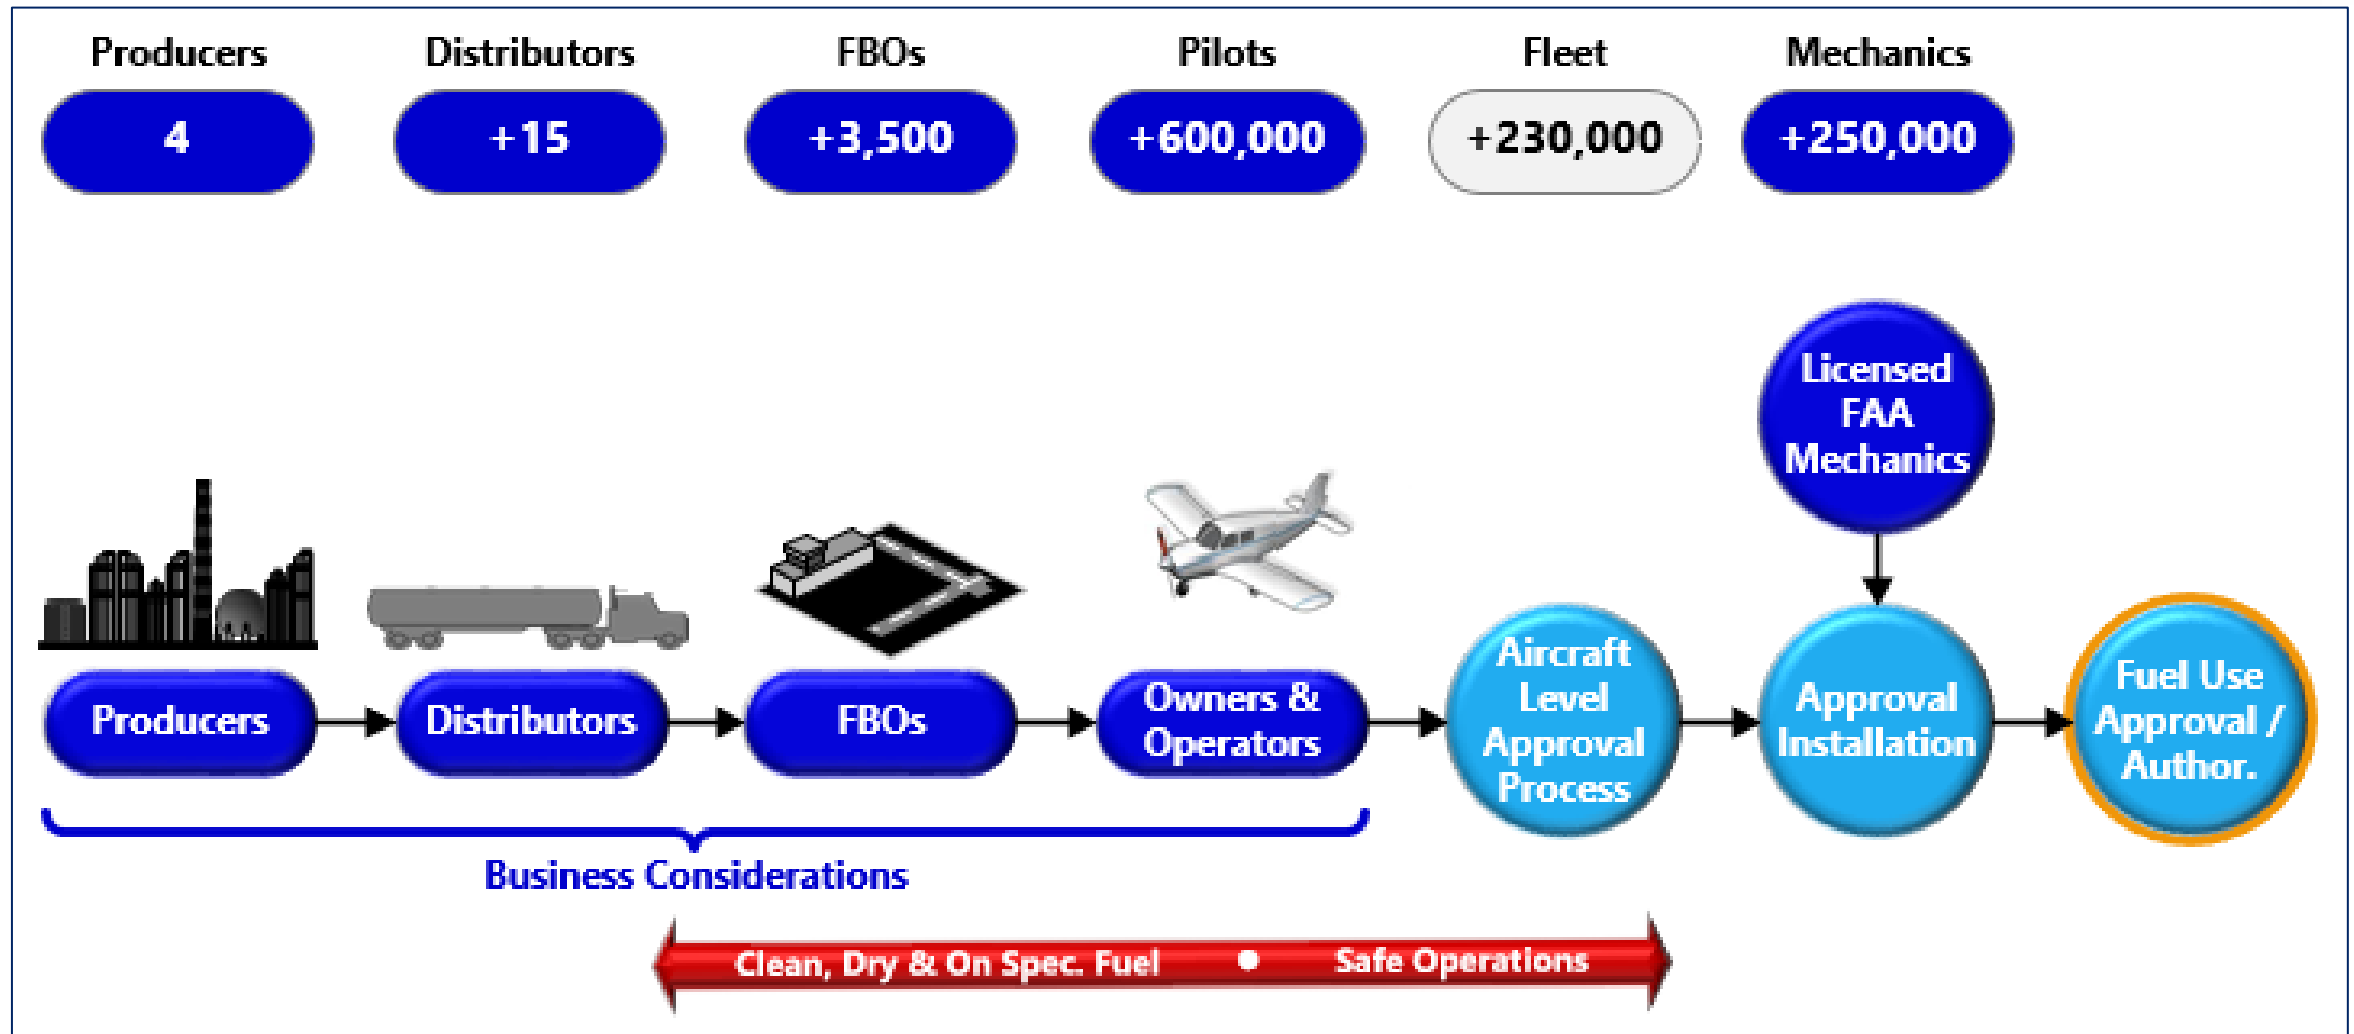 Producers
Distributors
FBOs
Pilots
Fleet
Mechanics
4
+15
+3,500
+600,000
+230,000
+250,000
Licensed
FAA
Mechanics
Producers
Distributors
FBOs
Owners &
Operators
Aircraft
Level
Approval
Process
Approval
Installation
Fuel Use
Approval /
Author.
Business Considerations
Clean, Dry & On Spec. Fuel • Safe Operations